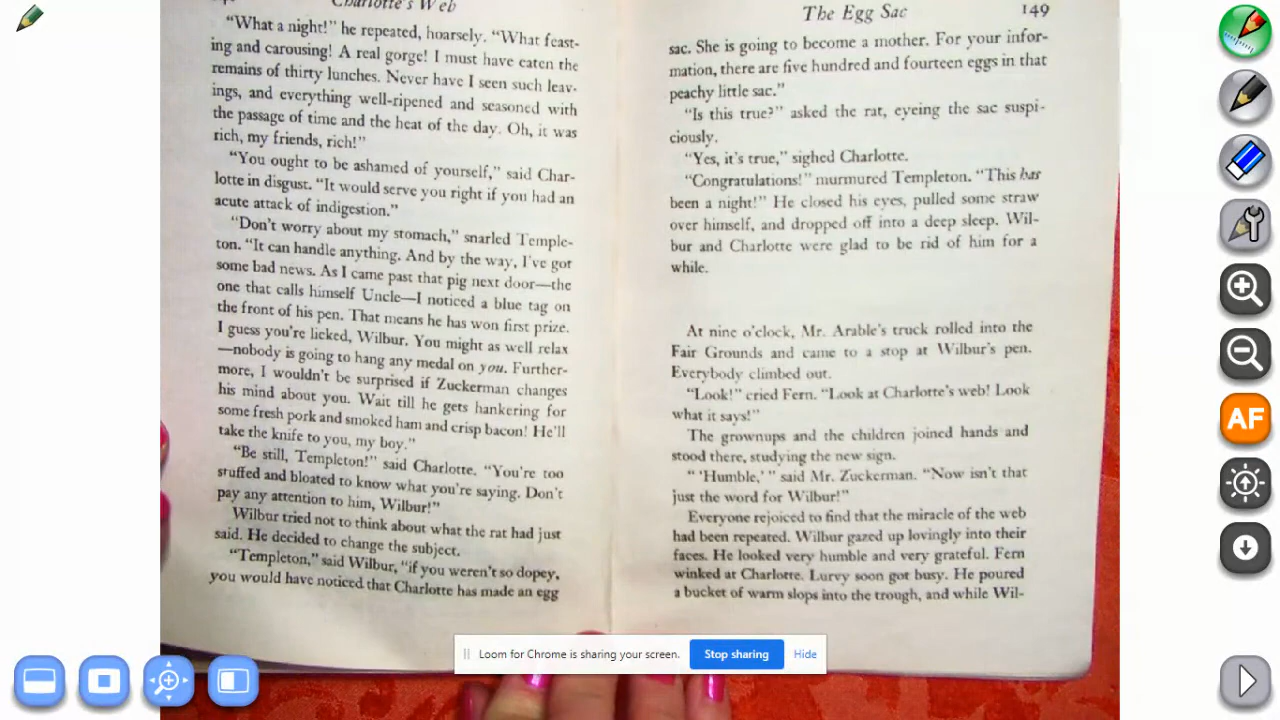 Charlotte's Web
"What a night!" he repeated, hoarsely. "What feast-
ing and carousing! A real gorge! I must have eaten the
remains of thirty lunches. Never have I seen such leav-
ings, and everything well-ripened and seasoned with
the passage of time and the heat of the day. Oh, it was
rich, my friends, rich!"
"You ought to be ashamed of yourself," said Char-
lotte in disgust. "It would serve you right if you had an
acute attack of indigestion."
"Don't worry about my stomach," snarled Temple-
ton. "It can handle anything. And by the way, I've got
some bad news. As I came past that pig next door—the
one that calls himself Uncle—I noticed a blue tag on
the front of his pen. That means he has won first prize.
I guess you're licked, Wilbur. You might as well relax
—nobody is going to hang any medal on you. Further-
more, I wouldn't be surprised if Zuckerman changes
his mind about you. Wait till he gets hankering for
some fresh pork and smoked ham and crisp bacon! He'll
take the knife to you, my boy."
"Be still, Templeton!" said Charlotte. "You're too
stuffed and bloated to know what you're saying. Don't
pay any attention to him, Wilbur!"
Wilbur tried not to think about what the rat had just
said. He decided to change the subject.
"Templeton," said Wilbur, "if you weren't so dopey,
you would have noticed that Charlotte has made an egg
The Egg Sac 149
sac. She is going to become a mother. For your infor-
mation, there are five hundred and fourteen eggs in that
peachy little sac."
"Is this true?" asked the rat, eyeing the sac suspi-
ciously.
"Yes, it's true," sighed Charlotte.
"Congratulations!" murmured Templeton. "This has
been a night!" He closed his eyes, pulled some straw
over himself, and dropped off into a deep sleep. Wil-
bur and Charlotte were glad to be rid of him for a
while.
At nine o'clock, Mr. Arable's truck rolled into the
Fair Grounds and came to a stop at Wilbur's pen.
Everybody climbed out.
"Look!" cried Fern. "Look at Charlotte's web! Look
what it says!"
The grownups and the children joined hands and
stood there, studying the new sign.
" 'Humble,' " said Mr. Zuckerman. "Now isn't that
just the word for Wilbur!"
Everyone rejoiced to find that the miracle of the web
had been repeated. Wilbur gazed up lovingly into their
faces. He looked very humble and very grateful. Fern
winked at Charlotte. Lurvy soon got busy. He poured
a bucket of warm slops into the trough, and while Wil-
AF
Loom for Chrome is sharing your screen. Stop sharing Hide